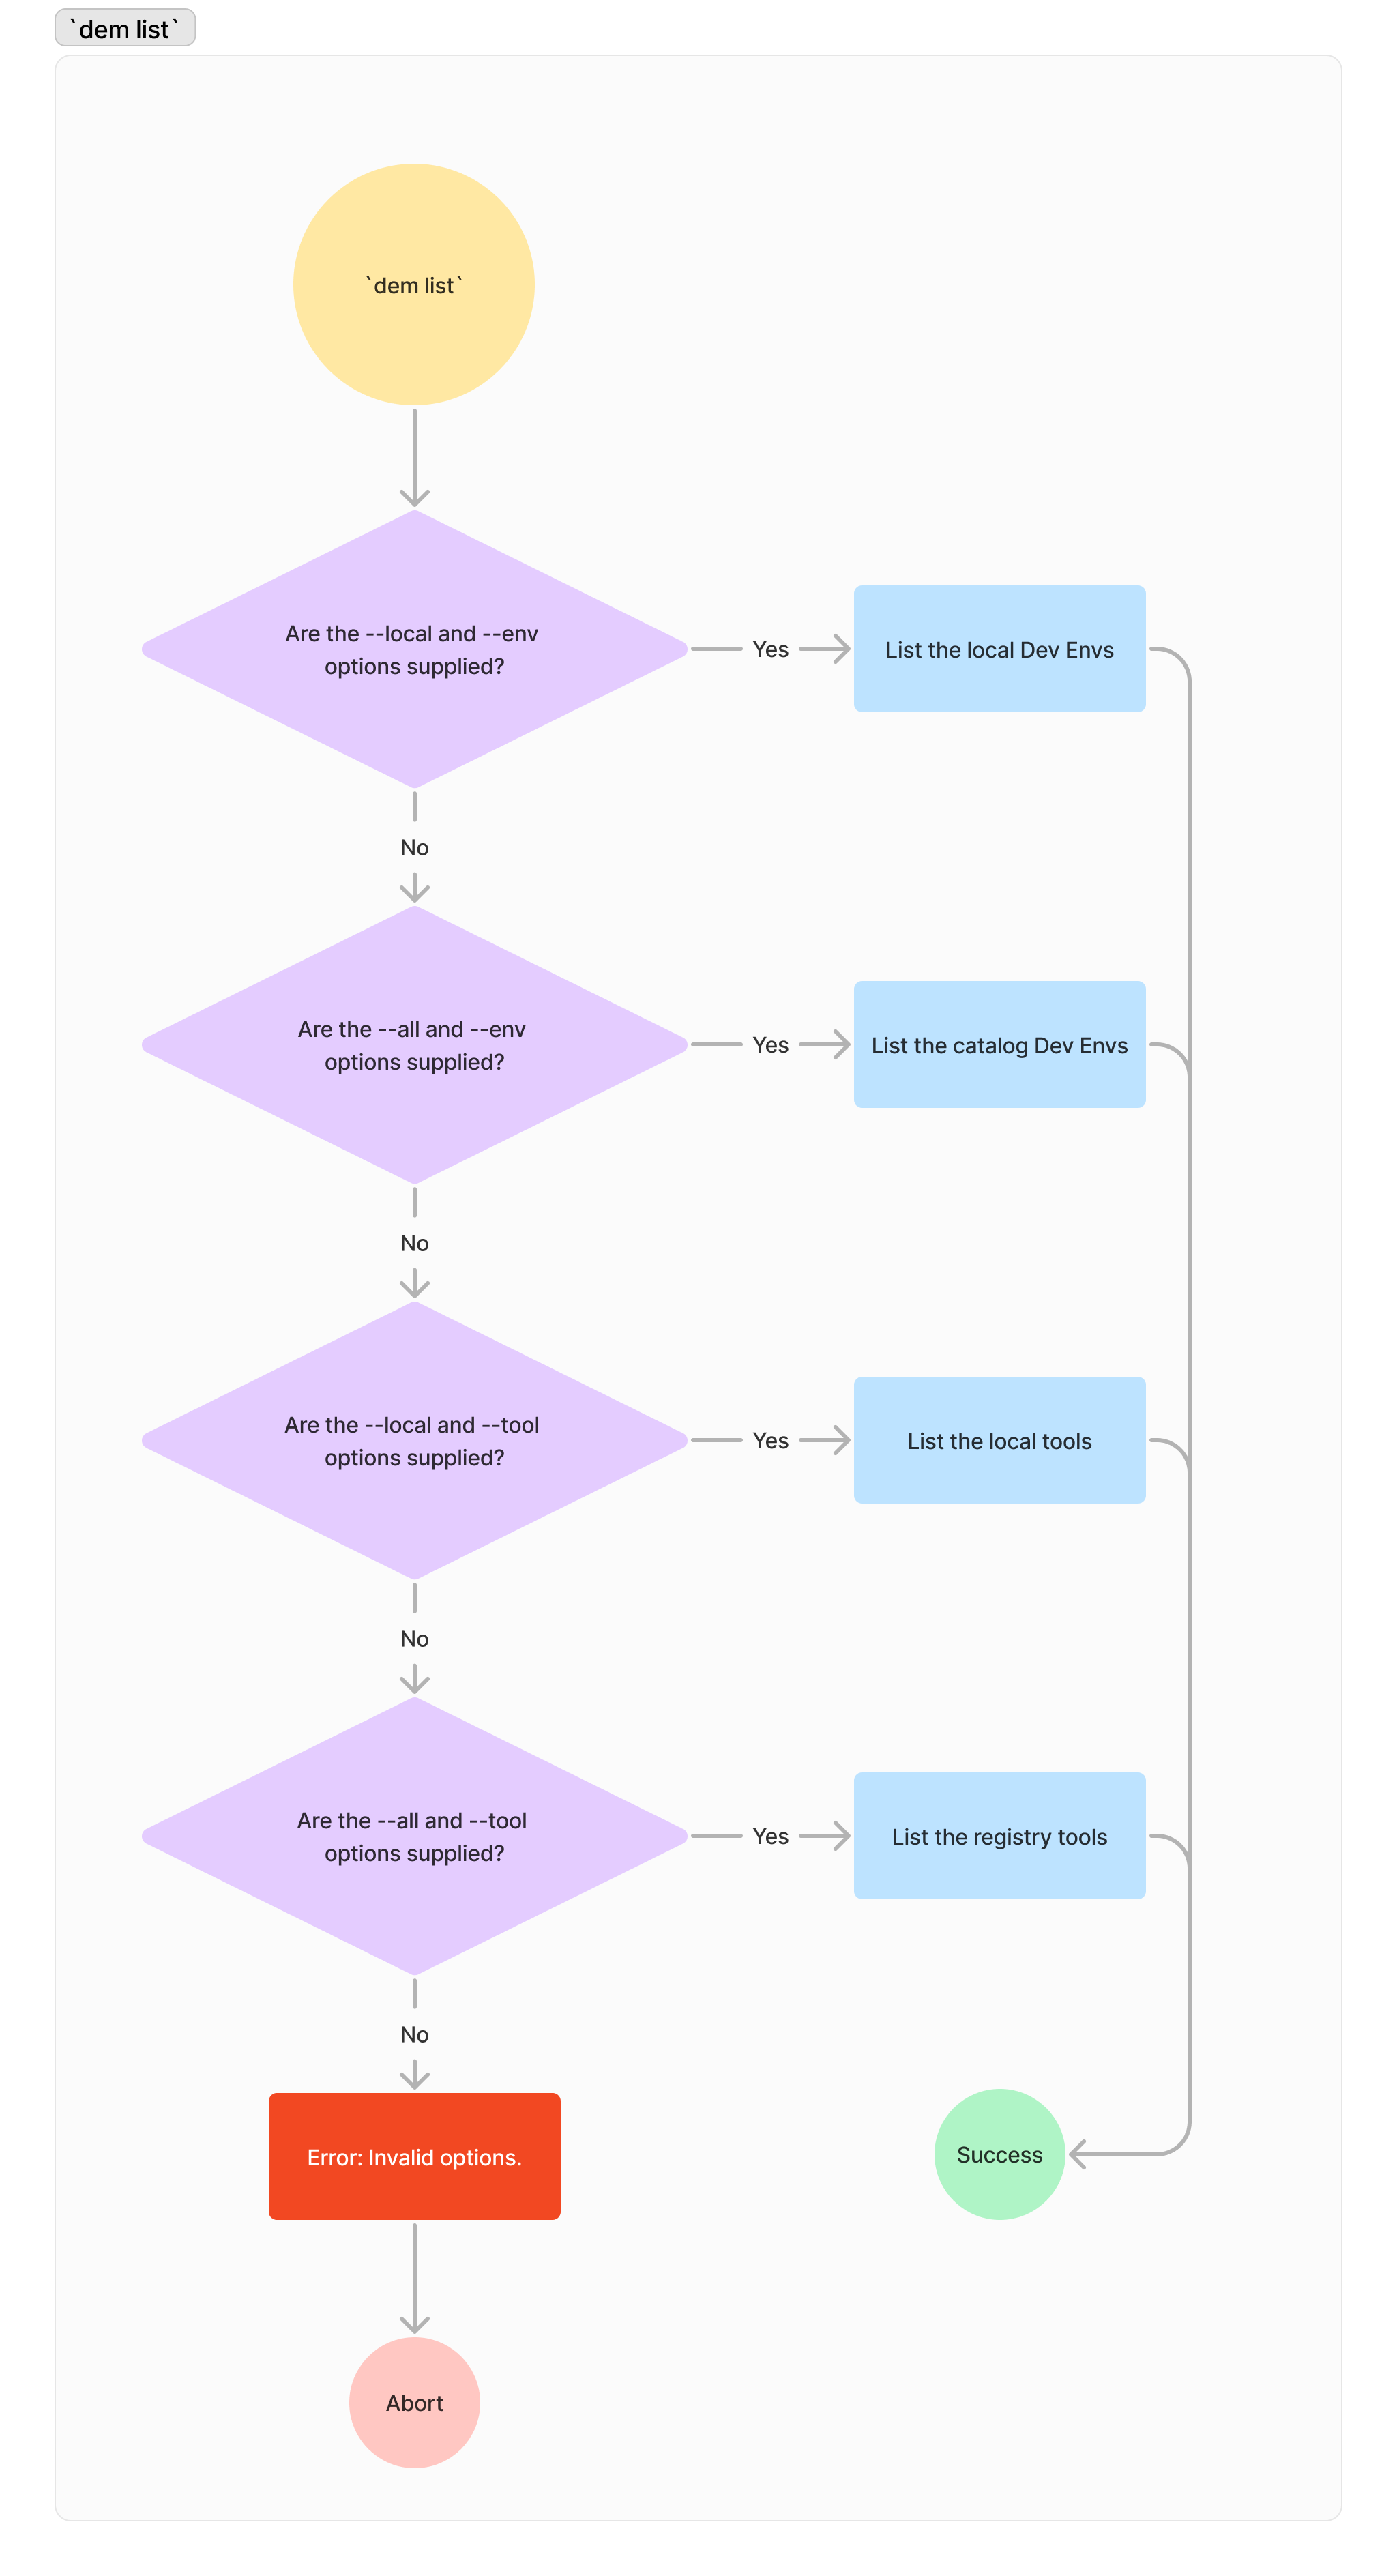 `dem list`
`dem list`
Are the --local and --env
options supplied?
Yes
List the local Dev Envs
No
Are the --all and --env
options supplied?
Yes
List the catalog Dev Envs
No
Are the --local and --tool
options supplied?
Yes
List the local tools
No
Are the --all and --tool
options supplied?
Yes
List the registry tools
No
Error: Invalid options.
Success
Abort